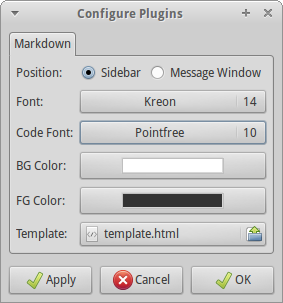 Configure Plugins
Markdown
Position: Sidebar Message Window
Font: Kreon 14
Code Font: Pointfree 10
BG Color:
FG Color:
Template: template.html
Apply Cancel OK